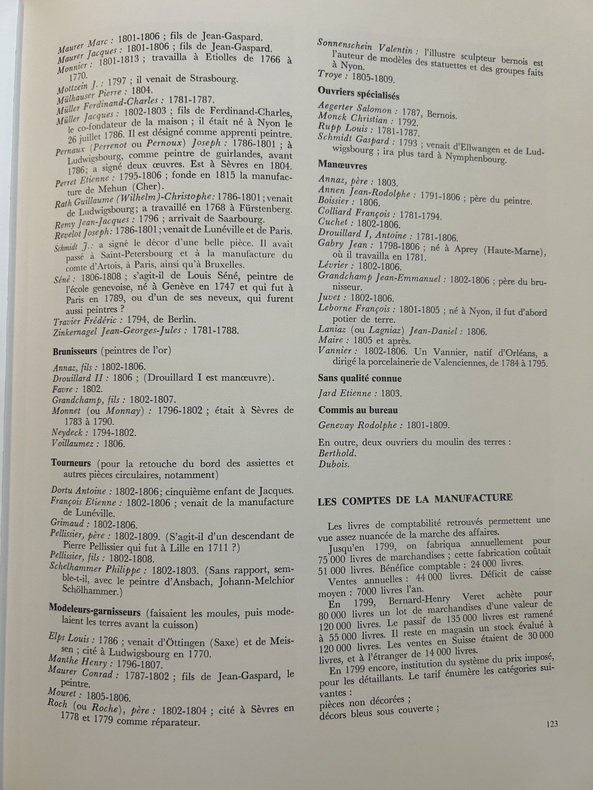 Maurer Marc : 1801-1806 ; fils de Jean-Gaspard.
Maurer Jacques : 1801-1806 ; fils de Jean-Gaspard.
Monnier : 1801-1813 ; travailla à Etiolles de 1766 à
1770.
Mottzein J. : 1797 ; il venait de Strasbourg.
Mülhauser Pierre : 1804.
Müller Ferdinand-Charles : 1781-1787.
Müller Jacques : 1802-1803 ; fils de Ferdinand-Charles,
le co-fondateur de la maison ; il était né à Nyon le
26 juillet 1786. Il est désigné comme apprenti peintre.
Pernaux (Perrenot ou Pernoux) Joseph : 1786-1801 ; à
Ludwigsbourg, comme peintre de guirlandes, avant
1786; a signé deux œuvres. Est à Sèvres en 1804.
Perret Etienne : 1795-1806 ; fonde en 1815 la manufac-
ture de Mehun (Cher).
Rath Guillaume (Wilhelm)-Christophe: 1786-1801; venait
de Ludwigsbourg; a travaillé en 1768 à Fürstenberg.
Remy Jean-Jacques : 1796 ; arrivait de Saarbourg.
Revelot Joseph: 1786-1801; venait de Lunéville et de Paris.
Schmidt J.: a signé le décor d'une belle pièce. Il avait
passé à Saint-Petersbourg et à la manufacture du
comte d'Artois, à Paris, ainsi qu'à Bruxelles.
Séné : 1806-1808 ; s'agit-il de Louis Séné, peintre de
l'école genevoise, né à Genève en 1747 et qui fut à
Paris en 1789, ou d'un de ses neveux, qui furent
aussi peintres ?
Travier Frédéric : 1794, de Berlin.
Zinkernagel Jean-Georges-Jules : 1781-1788.
Brunisseurs (peintres de l'or)
Annaz, fils : 1802-1806.
Drouillard II : 1806 ; (Drouillard I est manœuvre).
Favre : 1802.
Grandchamp, fils : 1802-1807.
Monnet (ou Monnay) : 1796-1802 ; était à Sèvres de
1783 à 1790.
Neydeck : 1794-1802.
Voillaumez : 1806.
Tourneurs (pour la retouche du bord des assiettes et
autres pièces circulaires, notamment)
Dortu Antoine : 1802-1806; cinquième enfant de Jacques.
François Etienne : 1802-1806 ; venait de la manufacture
de Lunéville.
Grimaud : 1802-1806.
Pellissier, père : 1802-1809. (S'agit-il d'un descendant de
Pierre Pellissier qui fut à Lille en 1711 ?)
Pellissier, fils : 1802-1808.
Schelhammer Philippe : 1802-1803. (Sans rapport, sem-
ble-t-il, avec le peintre d'Ansbach, Johann-Melchior
Schölhammer.)
Modeleurs-garnisseurs (faisaient les moules, puis mode-
laient les terres avant la cuisson)
Elps Louis : 1786 ; venait d'Öttingen (Saxe) et de Meis-
sen ; cité à Ludwesbourg en 1770.
Manthe Henry : 1796-1807.
Maurer Conrad : 1787-1802 ; fils de Jean-Gaspard, le
peintre.
Mouret : 1805-1806.
Roch (ou Roche), père : 1802-1804 ; cité à Sèvres en
1778 et 1779 comme réparateur.
Sonnenschein Valentin : l'illustre sculpteur bernois est
l'auteur de modèles des statuettes et des groupes faits
à Nyon.
Troye : 1805-1809.
Ouvriers spécialisés
Aegerter Salomon : 1787, Bernois.
Monck Christian : 1792.
Rupp Louis : 1781-1787.
Schmidt Gaspard : 1793 ; venait d'Ellwangen et de Lud-
wigsbourg ; ira plus tard à Nymphenbourg.
Manœuvres
Annaz, père : 1803.
Annen Jean-Rodolphe : 1791-1806 ; père du peintre.
Boissier : 1806.
Colliard François : 1781-1794.
Cuchet : 1802-1806.
Drouillard I, Antoine : 1781-1806.
Gabry Jean : 1798-1806 ; né à Aprey (Haute-Marne),
où il travailla en 1781.
Lévrier : 1802-1806.
Grandchamp Jean-Emmanuel : 1802-1806 ; père du bru-
nisseur.
Juvet : 1802-1806.
Leborne François : 1801-1805 ; né à Nyon, il fut d'abord
potier de terre.
Laniaz (ou Lagniaz) Jean-Daniel : 1806.
Maire : 1805 et après.
Vannier : 1802-1806. Un Vannier, natif d'Orléans, a
dirigé la porcelainerie de Valenciennes, de 1784 à 1795.
Sans qualité connue
Jard Etienne : 1803.
Commis au bureau
Genevay Rodolphe : 1801-1809.
En outre, deux ouvriers du moulin des terres :
Berthold.
Dubois.
LES COMPTES DE LA MANUFACTURE
Les livres de comptabilité retrouvés permettent une
vue assez nuancée de la marche des affaires.
Jusqu'en 1799, on fabriqua annuellement pour
75 000 livres de marchandises ; cette fabrication coûtait
51 000 livres. Bénéfice comptable : 24 000 livres.
Ventes annuelles : 44 000 livres. Déficit de caisse
moyen : 7000 livres l'an.
En 1799, Bernard-Henry Veret achète pour
80 000 livres un lot de marchandises d'une valeur de
120 000 livres. Le passif de 135 000 livres est ramené
à 55 000 livres. Il reste en magasin un stock évalué à
120 000 livres. Les ventes en Suisse étaient de 30 000
livres, et à l'étranger de 14 000 livres.
En 1799 encore, institution du système du prix imposé,
pour les détaillants. Le tarif énumère les catégories sui-
vantes :
pièces non décorées ;
décors bleus sous couverte ;
123